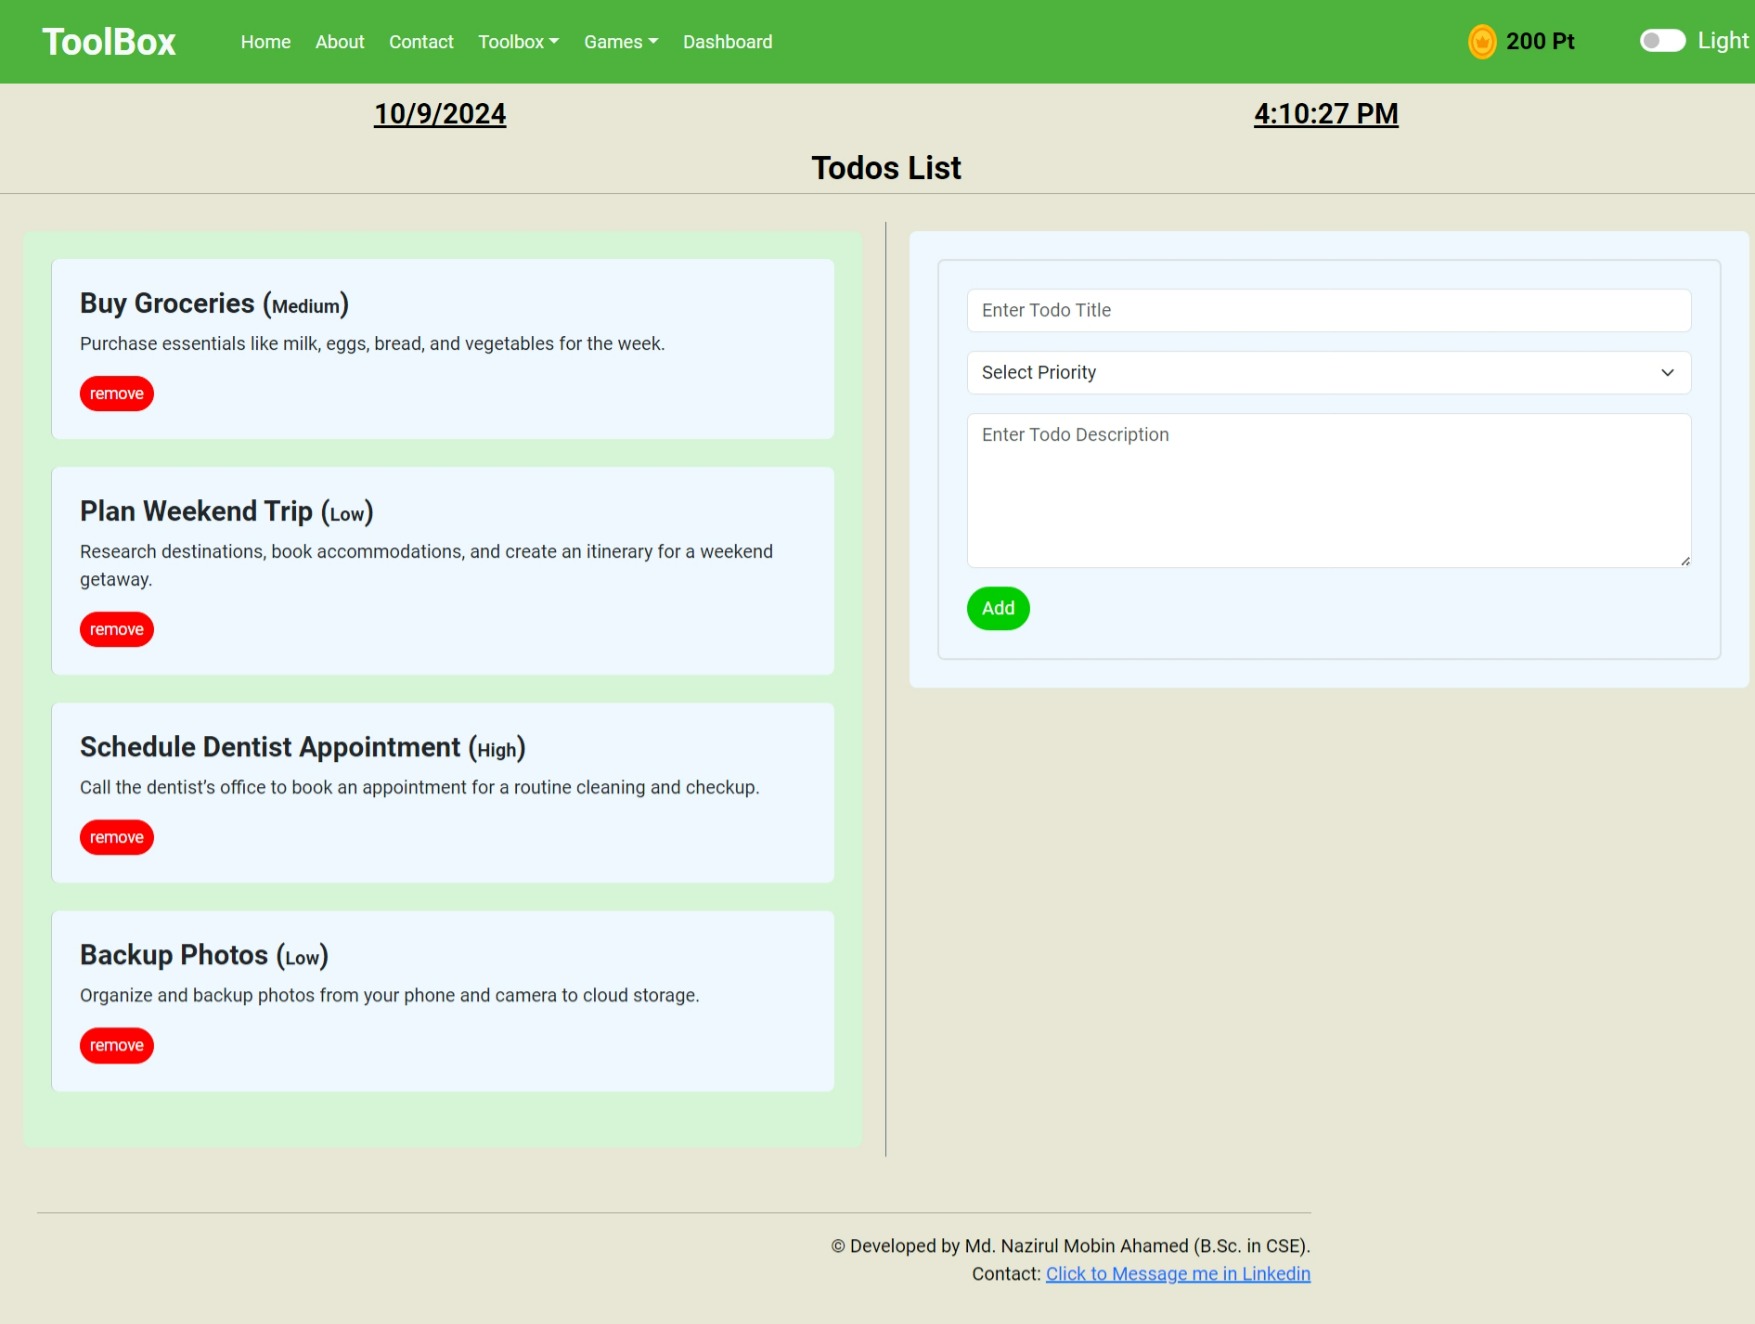 ToolBox Home About Contact Toolbox Games Dashboard 200 Pt Light
10/9/2024 4:10:27 PM
Todos List
Buy Groceries (Medium)
Purchase essentials like milk, eggs, bread, and vegetables for the week.
remove
Plan Weekend Trip (Low)
Research destinations, book accommodations, and create an itinerary for a weekend
getaway.
remove
Schedule Dentist Appointment (High)
Call the dentist’s office to book an appointment for a routine cleaning and checkup.
remove
Backup Photos (Low)
Organize and backup photos from your phone and camera to cloud storage.
remove
Enter Todo Title
Select Priority
Enter Todo Description
Add
© Developed by Md. Nazirul Mobin Ahamed (B.Sc. in CSE).
Contact: Click to Message me in Linkedin